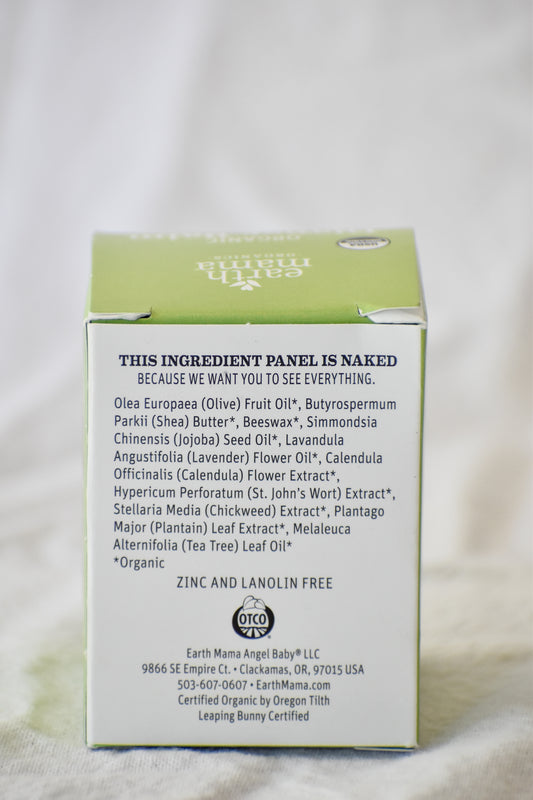 ORGANIC
earth
mama
ORGANICS
USDA
THIS INGREDIENT PANEL IS NAKED
BECAUSE WE WANT YOU TO SEE EVERYTHING.
Olea Europaea (Olive) Fruit Oil*, Butyrospermum
Parkii (Shea) Butter*, Beeswax*, Simmondsia
Chinensis (Jojoba) Seed Oil*, Lavandula
Angustifolia (Lavender) Flower Oil*, Calendula
Officinalis (Calendula) Flower Extract*,
Hypericum Perforatum (St. John's Wort) Extract*,
Stellaria Media (Chickweed) Extract*, Plantago
Major (Plantain) Leaf Extract*, Melaleuca
Alternifolia (Tea Tree) Leaf Oil*
*Organic
ZINC AND LANOLIN FREE
OTCO
Earth Mama Angel Baby® LLC
9866 SE Empire Ct. • Clackamas, OR, 97015 USA
503-607-0607 • EarthMama.com
Certified Organic by Oregon Tilth
Leaping Bunny Certified